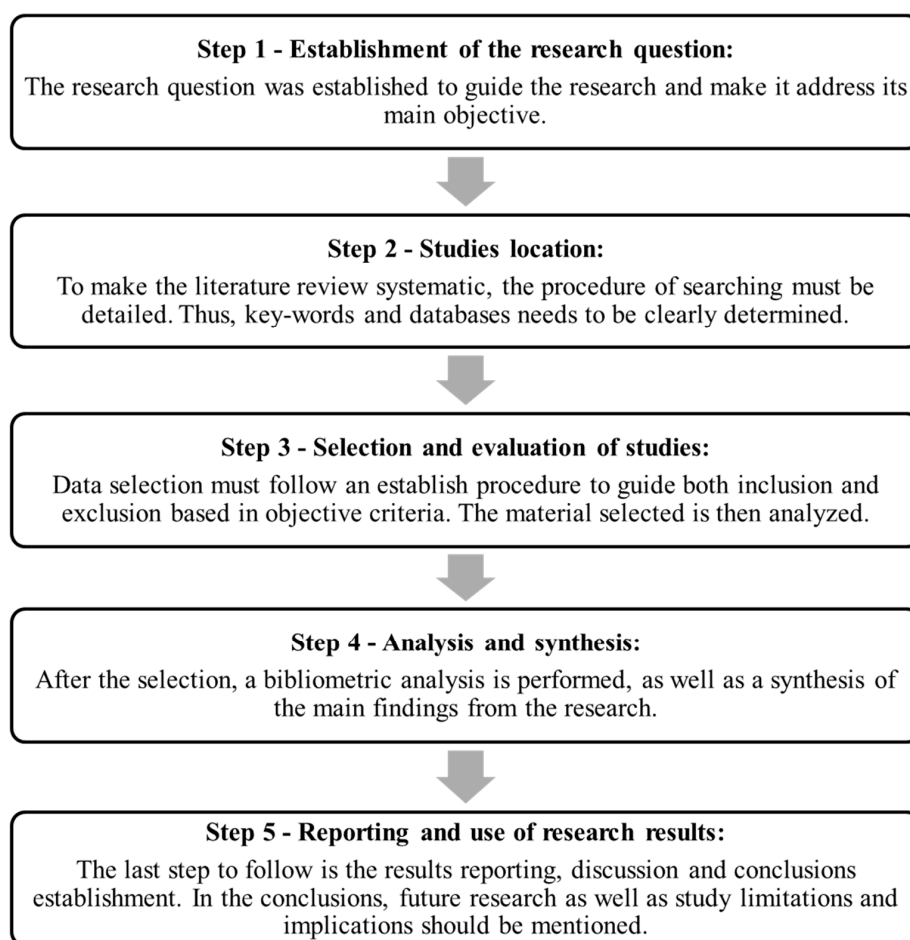 Step 1 - Establishment of the research question:
The research question was established to guide the research and make it address its
main objective.
Step 2 - Studies location:
To make the literature review systematic, the procedure of searching must be
detailed. Thus, key-words and databases needs to be clearly determined.
Step 3 - Selection and evaluation of studies:
Data selection must follow an establish procedure to guide both inclusion and
exclusion based in objective criteria. The material selected is then analyzed.
Step 4 - Analysis and synthesis:
After the selection, a bibliometric analysis is performed, as well as a synthesis of
the main findings from the research.
Step 5 - Reporting and use of research results:
The last step to follow is the results reporting, discussion and conclusions
establishment. In the conclusions, future research as well as study limitations and
implications should be mentioned.